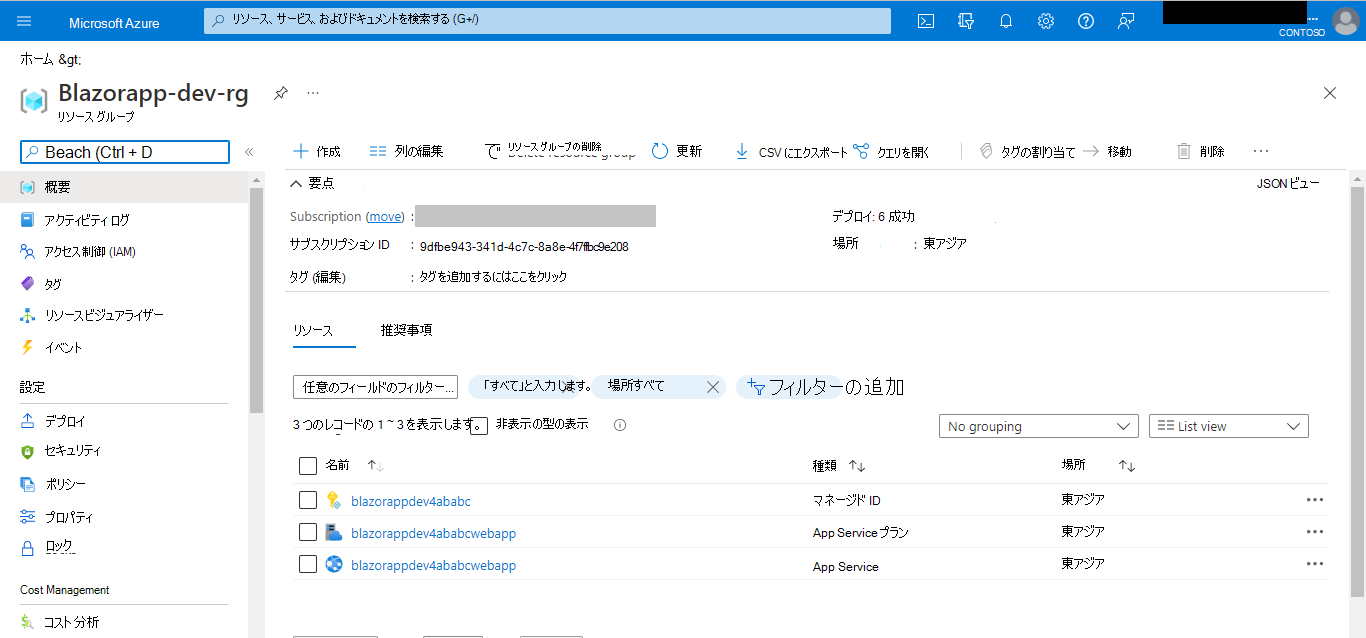 Microsoft Azure
リソース、サービス、およびドキュメントを検索する (G+/)
CONTOSO
ホーム &gt;
Blazorapp-dev-rg
リソース グループ
Beach (Ctrl + D
作成
列の編集
リソース グループの削除
Delete resource group
更新
CSV にエクスポート
クエリを開く
タグの割り当て
移動
削除
概要
アクティビティ ログ
アクセス制御 (IAM)
タグ
リソース ビジュアライザー
イベント
設定
デプロイ
セキュリティ
ポリシー
プロパティ
ロック
Cost Management
コスト分析
要点
JSON ビュー
Subscription (move) :
デプロイ: 6 成功
サブスクリプション ID : 9dfbe943-341d-4c7c-8a8e-4f7fbc9e208
場所 : 東アジア
タグ (編集) : タグを追加するにはここをクリック
リソース
推奨事項
任意のフィールドのフィルター...
「すべて」と入力します。
場所すべて
フィルターの追加
3 つのレコードの 1 ~ 3 を表示します。
非表示の型の表示
No grouping
List view
名前
種類
場所
blazorappdev4ababc マネージド ID 東アジア
blazorappdev4ababcwebapp App Service プラン 東アジア
blazorappdev4ababcwebapp App Service 東アジア